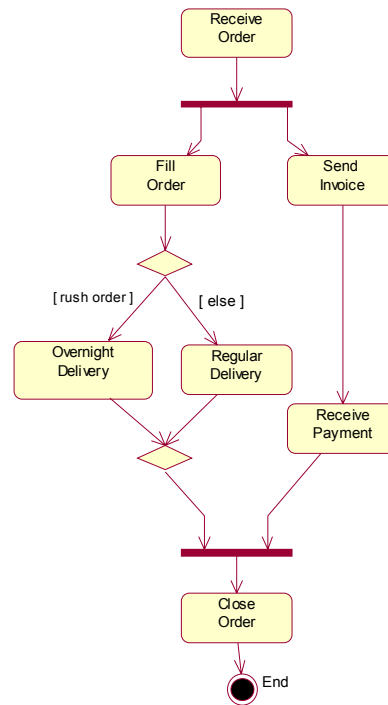 Receive
Order
Fill
Order
Send
Invoice
[ rush order ]
[ else ]
Overnight
Delivery
Regular
Delivery
Receive
Payment
Close
Order
End